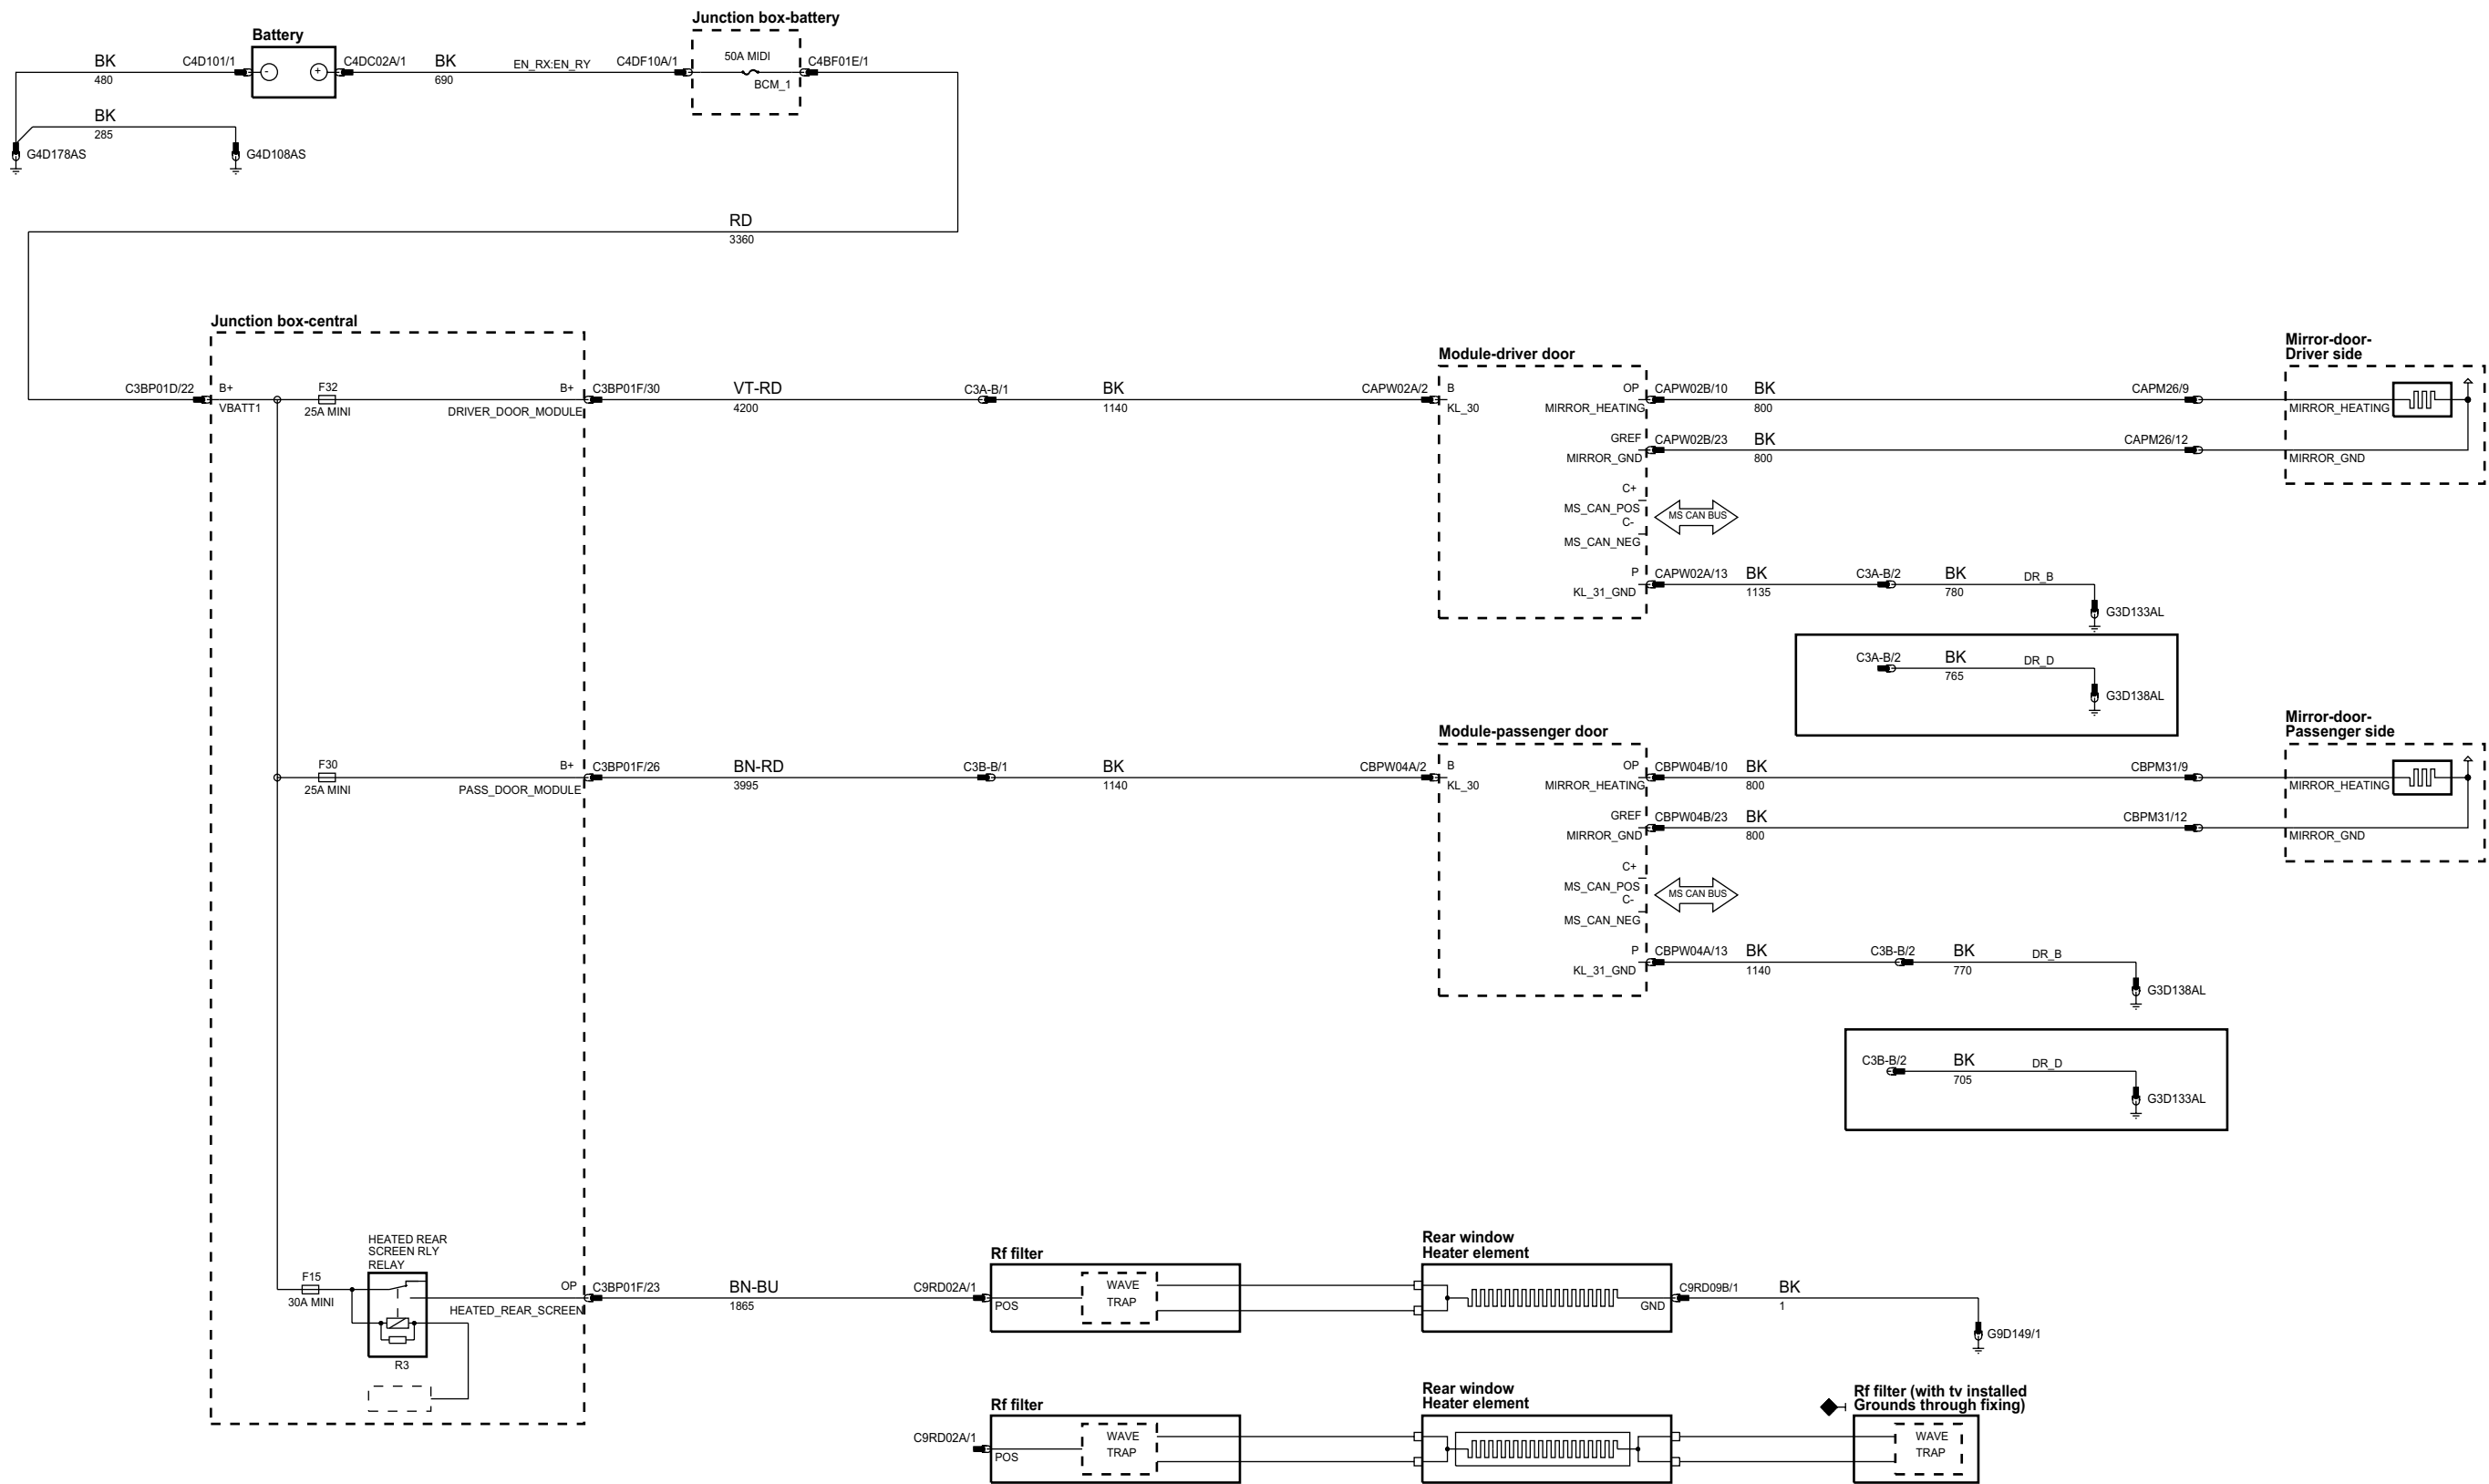 Junction box-battery
Battery
BK
480
C4D101/1
-
+
C4DC02A/1
BK
690
EN_RX:EN_RY
C4DF10A/1
50A MIDI
BCM_1
C4BF01E/1
BK
285
G4D178AS
G4D108AS
RD
3360
Junction box-central
C3BP01D/22
B+
VBATT1
F32
25A MINI
B+
DRIVER_DOOR_MODULE
C3BP01F/30
VT-RD
4200
C3A-B/1
BK
1140
CAPW02A/2
Module-driver door
B
KL_30
OP
MIRROR_HEATING
CAPW02B/10
BK
800
CAPM26/9
Mirror-door-
Driver side
MIRROR_HEATING
GREF
MIRROR_GND
CAPW02B/23
BK
800
CAPM26/12
MIRROR_GND
C+
MS_CAN_POS
C-
MS_CAN_NEG
MS CAN BUS
P
KL_31_GND
CAPW02A/13
BK
1135
C3A-B/2
BK
780
DR_B
G3D133AL
C3A-B/2
BK
765
DR_D
G3D138AL
F30
25A MINI
B+
PASS_DOOR_MODULE
C3BP01F/26
BN-RD
3995
C3B-B/1
BK
1140
CBPW04A/2
Module-passenger door
B
KL_30
OP
MIRROR_HEATING
CBPW04B/10
BK
800
CBPM31/9
Mirror-door-
Passenger side
MIRROR_HEATING
GREF
MIRROR_GND
CBPW04B/23
BK
800
CBPM31/12
MIRROR_GND
C+
MS_CAN_POS
C-
MS_CAN_NEG
MS CAN BUS
P
KL_31_GND
CBPW04A/13
BK
1140
C3B-B/2
BK
770
DR_B
G3D138AL
C3B-B/2
BK
705
DR_D
G3D133AL
HEATED REAR
SCREEN RLY
RELAY
F15
30A MINI
R3
OP
HEATED_REAR_SCREEN
C3BP01F/23
BN-BU
1865
C9RD02A/1
Rf filter
POS
WAVE
TRAP
Rear window
Heater element
GND
C9RD09B/1
BK
1
G9D149/1
C9RD02A/1
Rf filter
POS
WAVE
TRAP
Rear window
Heater element
Rf filter (with tv installed
Grounds through fixing)
WAVE
TRAP